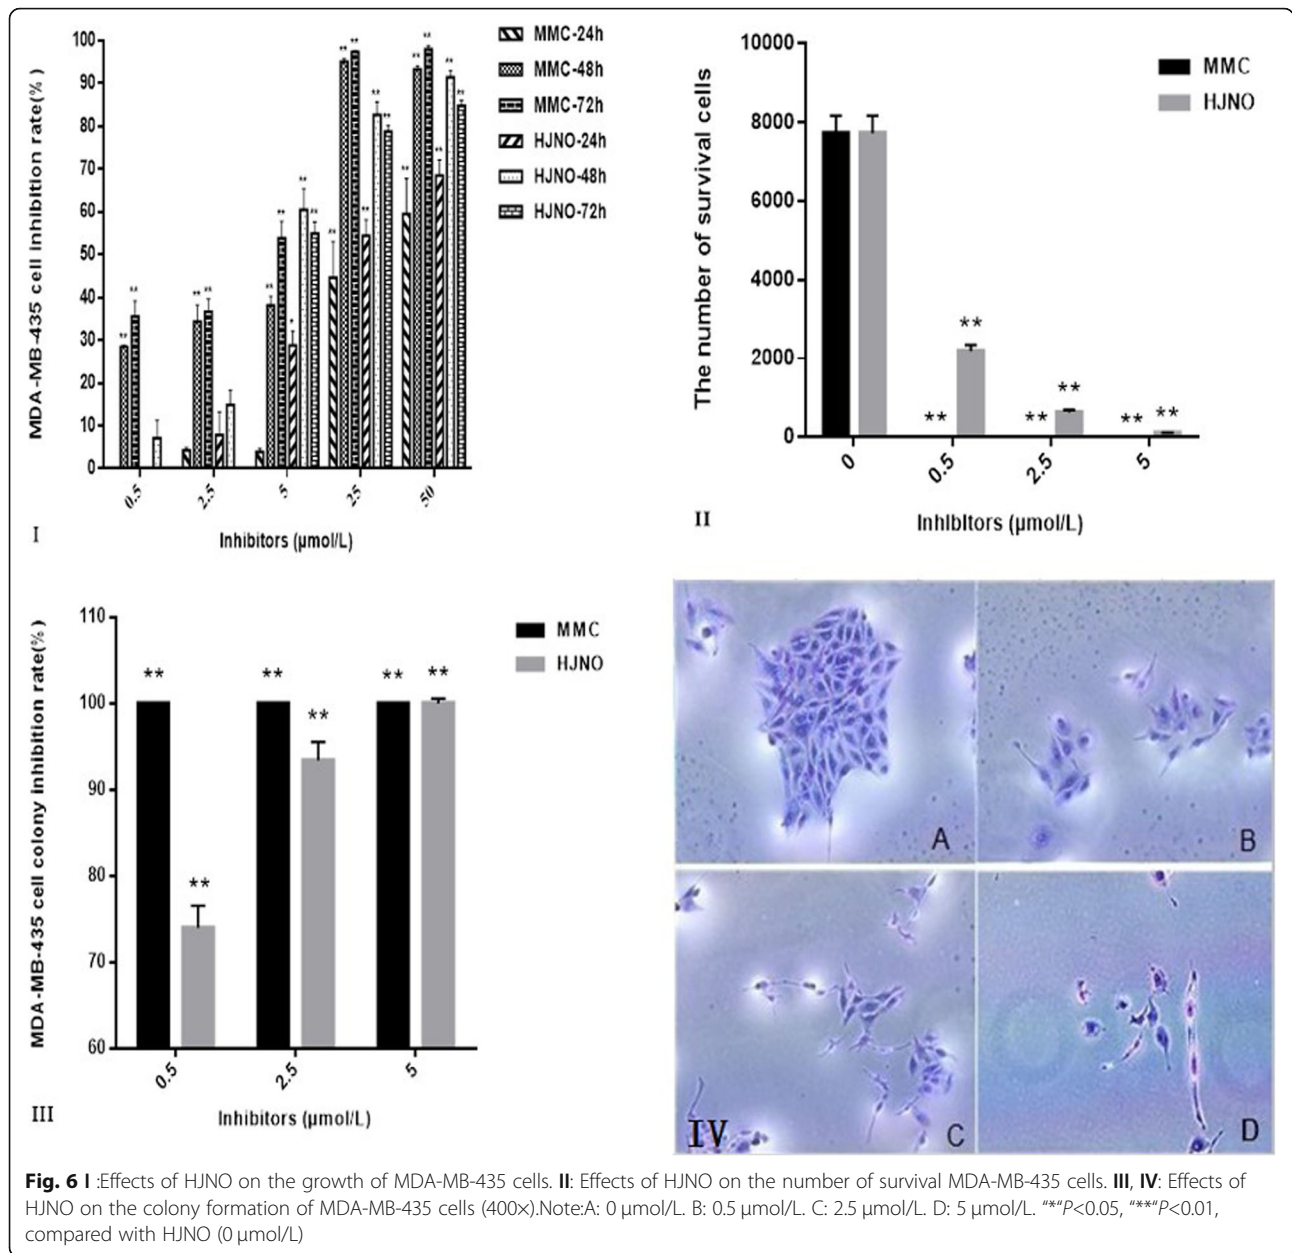 MDA-MB-435 cell inhibition rate(%)
100
90
80
70
60
50
40
30
20
10
0
0.5
2.5
5
25
50
Inhibitors (µmol/L)
I
MMC-24h
MMC-48h
MMC-72h
HJNO-24h
HJNO-48h
HJNO-72h
The number of survival cells
10000
8000
6000
4000
2000
0
** ** ** ** ** **
0
0.5
2.5
5
Inhibitors (µmol/L)
II
MMC
HJNO
MDA-MB-435 cell colony inhibition rate(%)
110
100
90
80
70
60
** ** ** ** ** **
0.5
2.5
5
Inhibitors (µmol/L)
III
MMC
HJNO
A
B
IV
C
D
Fig. 6 I :Effects of HJNO on the growth of MDA-MB-435 cells. II: Effects of HJNO on the number of survival MDA-MB-435 cells. III, IV: Effects of
HJNO on the colony formation of MDA-MB-435 cells (400×).Note:A: 0 µmol/L. B: 0.5 µmol/L. C: 2.5 µmol/L. D: 5 µmol/L. “*“P<0.05, “**“P<0.01,
compared with HJNO (0 µmol/L)